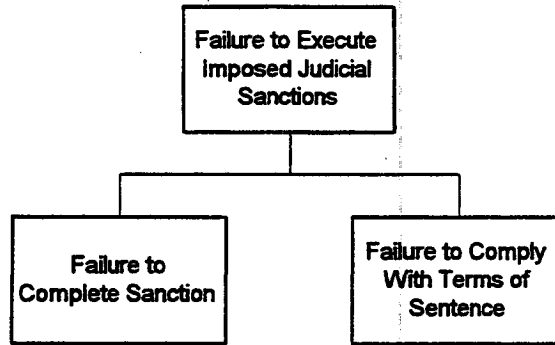 Failure to Execute
Imposed Judicial
Sanctions
Failure to
Complete Sanction
Failure to Comply
With Terms of
Sentence